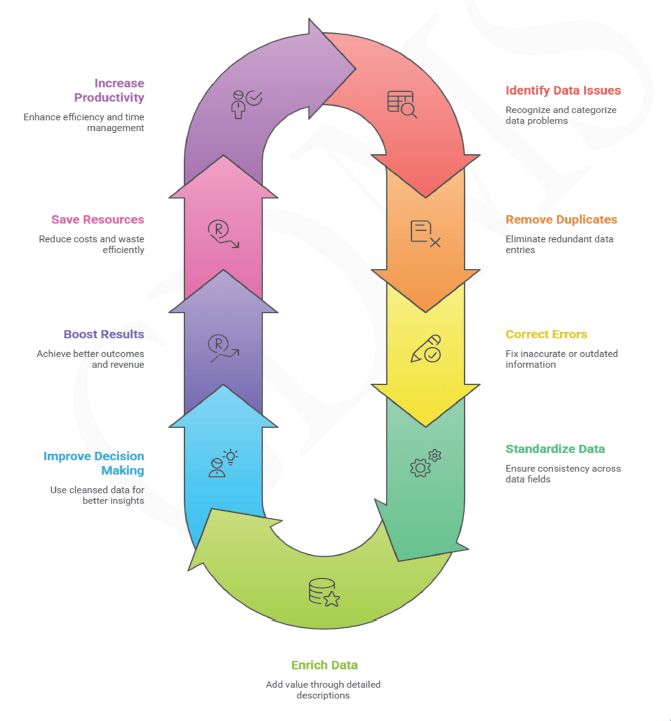 Increase
Productivity
Enhance efficiency and time
management
Identify Data Issues
Recognize and categorize
data problems
Save Resources
Reduce costs and waste
efficiently
R
Remove Duplicates
Eliminate redundant data
entries
Boost Results
Achieve better outcomes
and revenue
R
Correct Errors
Fix inaccurate or outdated
information
Improve Decision
Making
Use cleansed data for
better insights
Standardize Data
Ensure consistency across
data fields
Enrich Data
Add value through detailed
descriptions